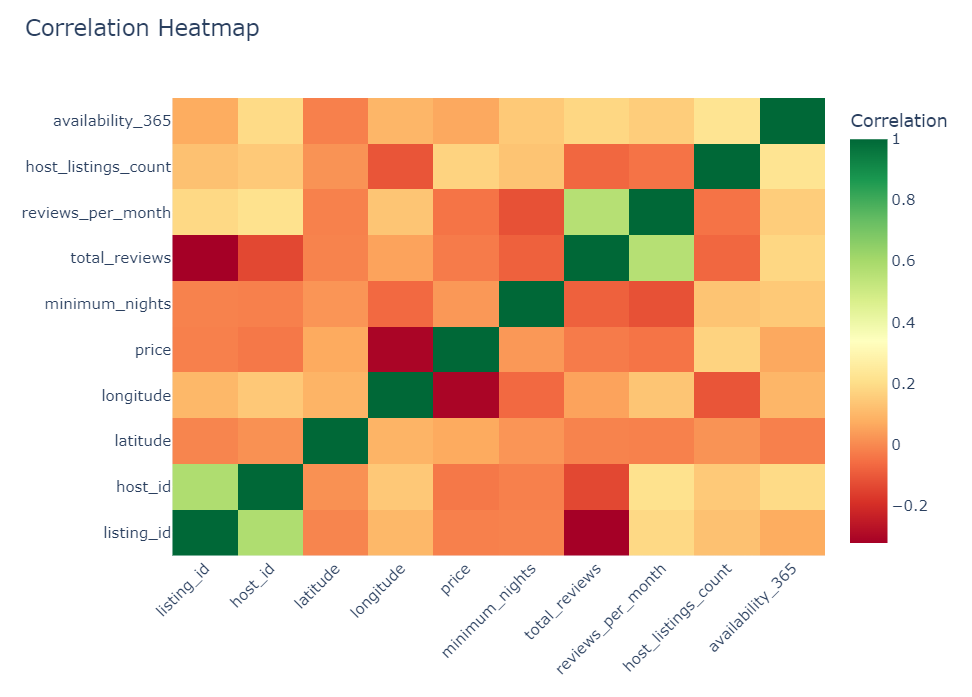 Correlation Heatmap
availability_365
host_listings_count
reviews_per_month
total_reviews
minimum_nights
price
longitude
latitude
host_id
listing_id
listing_id
host_id
latitude
longitude
price
minimum_nights
total_reviews
reviews_per_month
host_listings_count
availability_365
Correlation
1
0.8
0.6
0.4
0.2
0
−0.2